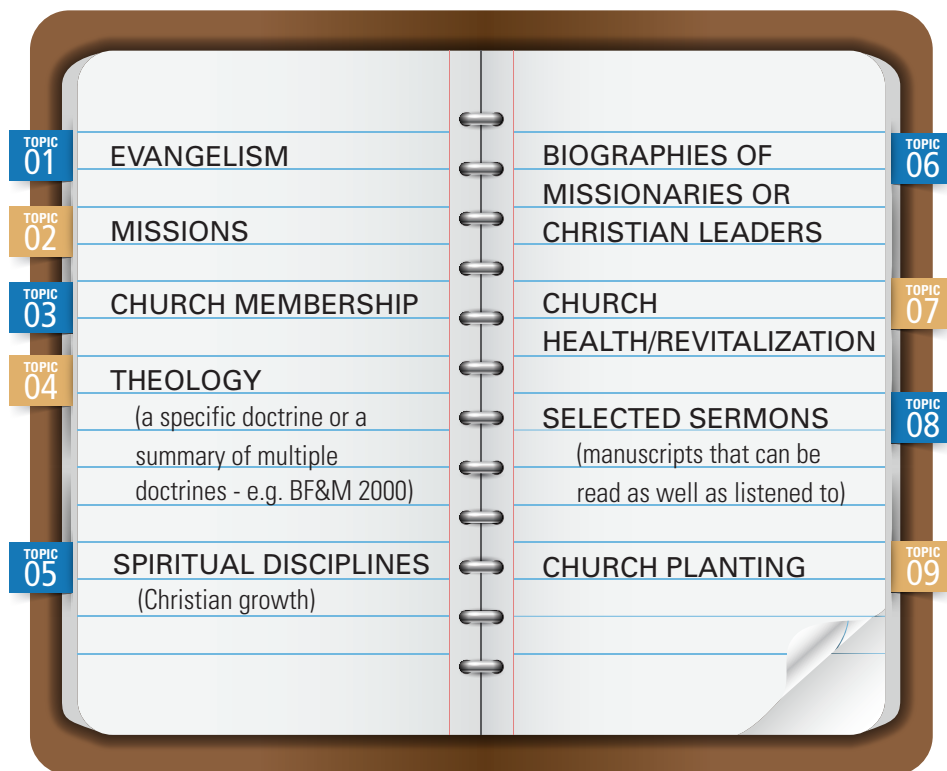 TOPIC
01
EVANGELISM
TOPIC
02
MISSIONS
TOPIC
03
CHURCH MEMBERSHIP
TOPIC
04
THEOLOGY
(a specific doctrine or a
summary of multiple
doctrines - e.g. BF&M 2000)
TOPIC
05
SPIRITUAL DISCIPLINES
(Christian growth)
TOPIC
06
BIOGRAPHIES OF
MISSIONARIES OR
CHRISTIAN LEADERS
TOPIC
07
CHURCH
HEALTH/REVITALIZATION
TOPIC
08
SELECTED SERMONS
(manuscripts that can be
read as well as listened to)
TOPIC
09
CHURCH PLANTING